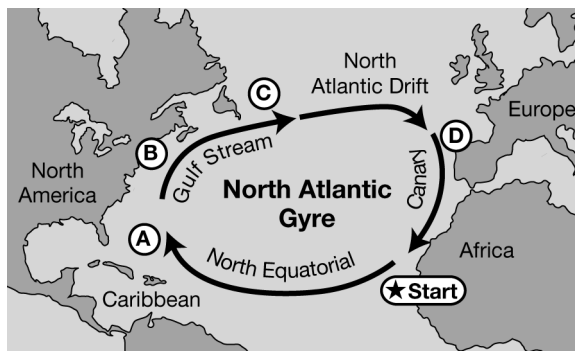 North
Atlantic Drift
C
Europe
D
B
Gulf Stream
North
America
Canary
North Atlantic
Gyre
A
Africa
North Equatorial
★Start
Caribbean